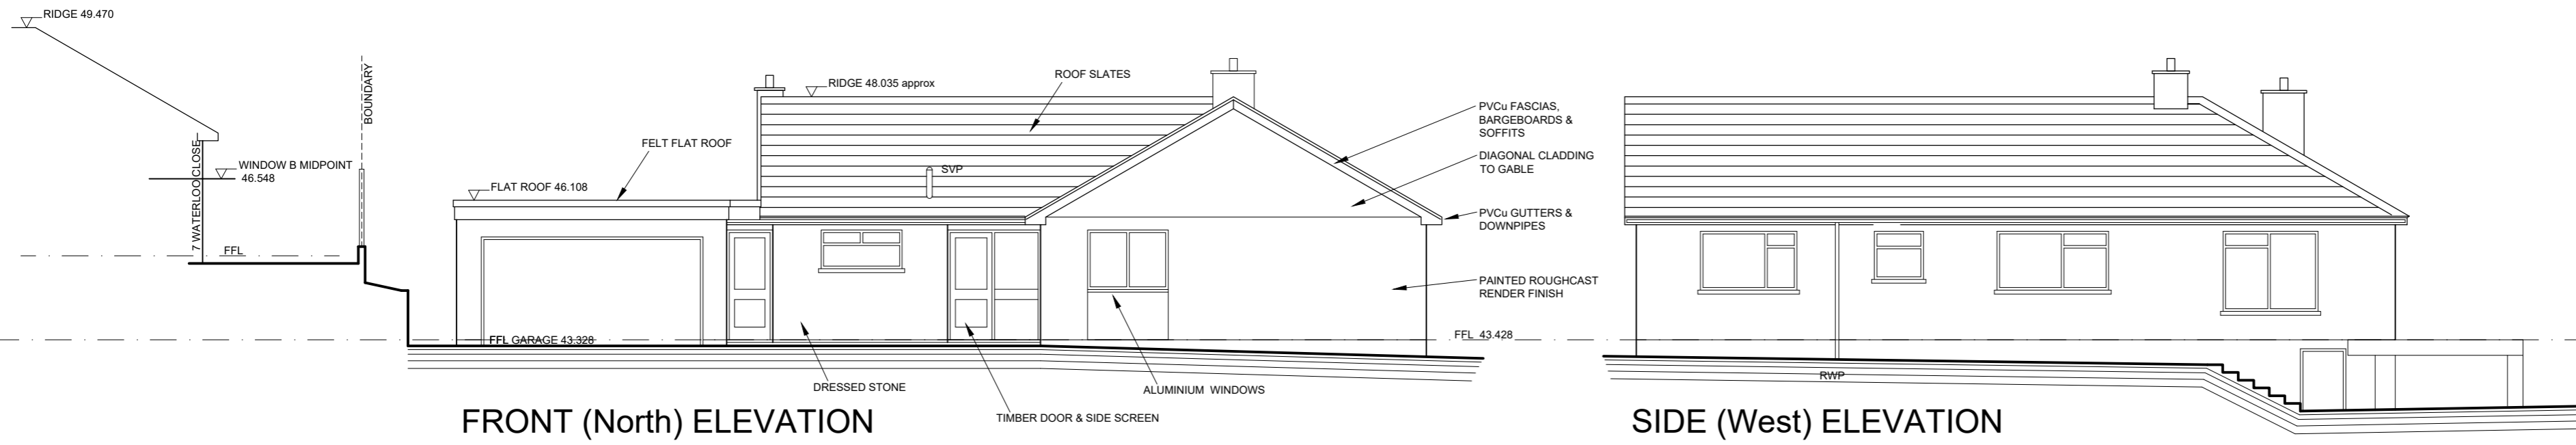 RIDGE 49.470
BOUNDARY
7 WATERLOO CLOSE
WINDOW B MIDPOINT
46.548
FFL
FLAT ROOF 46.108
FELT FLAT ROOF
RIDGE 48.035 approx
ROOF SLATES
SVP
PVCu FASCIAS,
BARGEBOARDS &
SOFFITS
DIAGONAL CLADDING
TO GABLE
PVCu GUTTERS &
DOWNPIPES
PAINTED ROUGHCAST
RENDER FINISH
FFL 43.428
FFL GARAGE 43.328
DRESSED STONE
TIMBER DOOR & SIDE SCREEN
ALUMINIUM WINDOWS
RWP
FRONT (North) ELEVATION
SIDE (West) ELEVATION